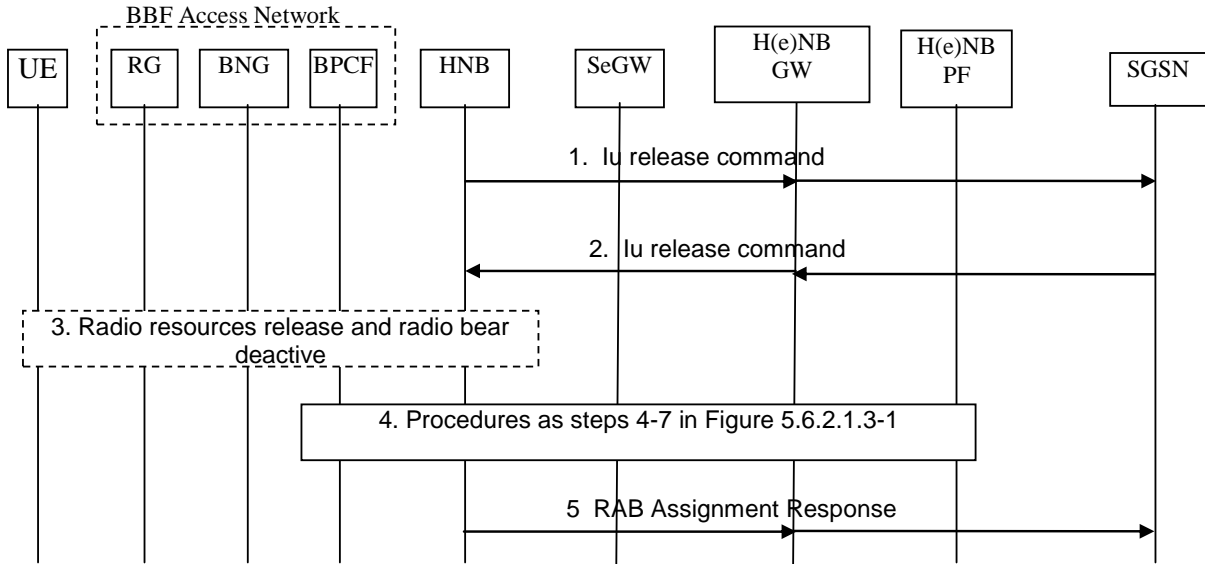 BBF Access Network
UE
RG
BNG
BPCF
HNB
SeGW
H(e)NB
GW
H(e)NB
PF
SGSN
1. Iu release command
2. Iu release command
3. Radio resources release and radio bear
deactive
4. Procedures as steps 4-7 in Figure 5.6.2.1.3-1
5 RAB Assignment Response